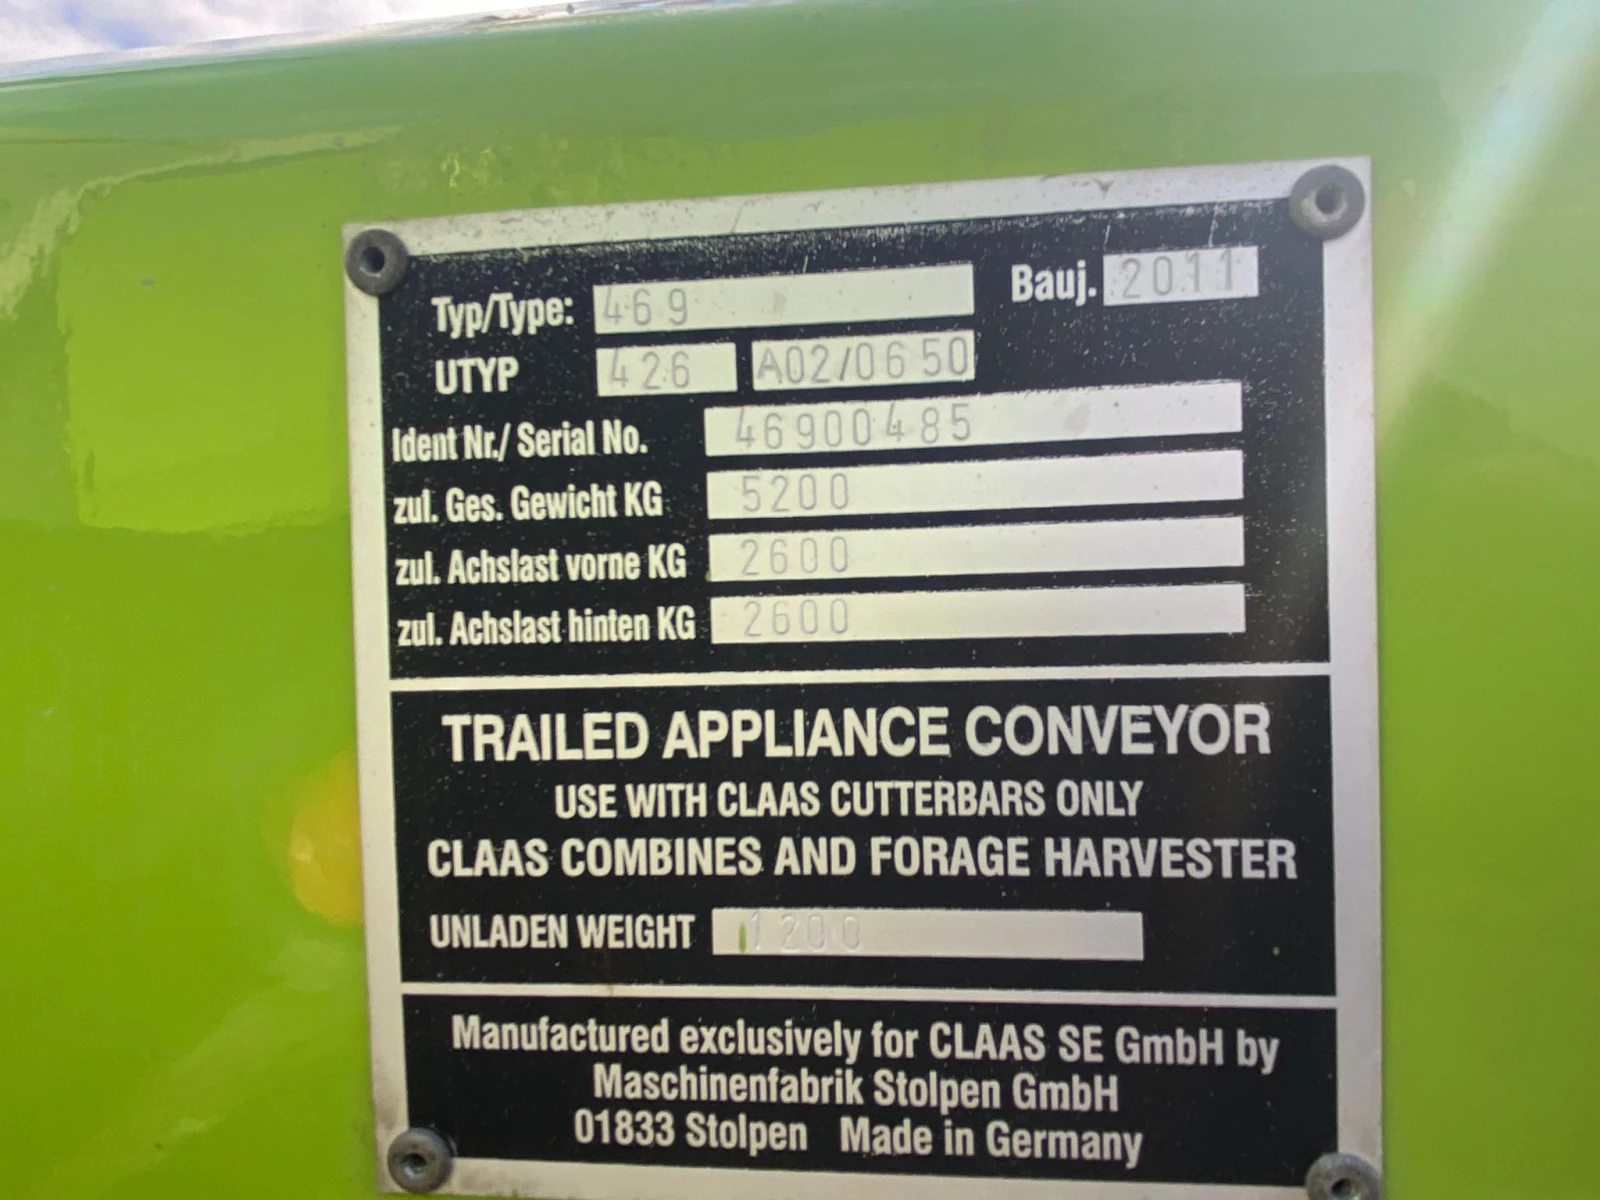 Typ/Type: 469 Bauj. 2011
UTYP 426 A02/0650
Ident Nr./ Serial No. 46900485
zul. Ges. Gewicht KG 5200
zul. Achslast vorne KG 2600
zul. Achslast hinten KG 2600
TRAILED APPLIANCE CONVEYOR
USE WITH CLAAS CUTTERBARS ONLY
CLAAS COMBINES AND FORAGE HARVESTER
UNLADEN WEIGHT 1200
Manufactured exclusively for CLAAS SE GmbH by
Maschinenfabrik Stolpen GmbH
01833 Stolpen Made in Germany